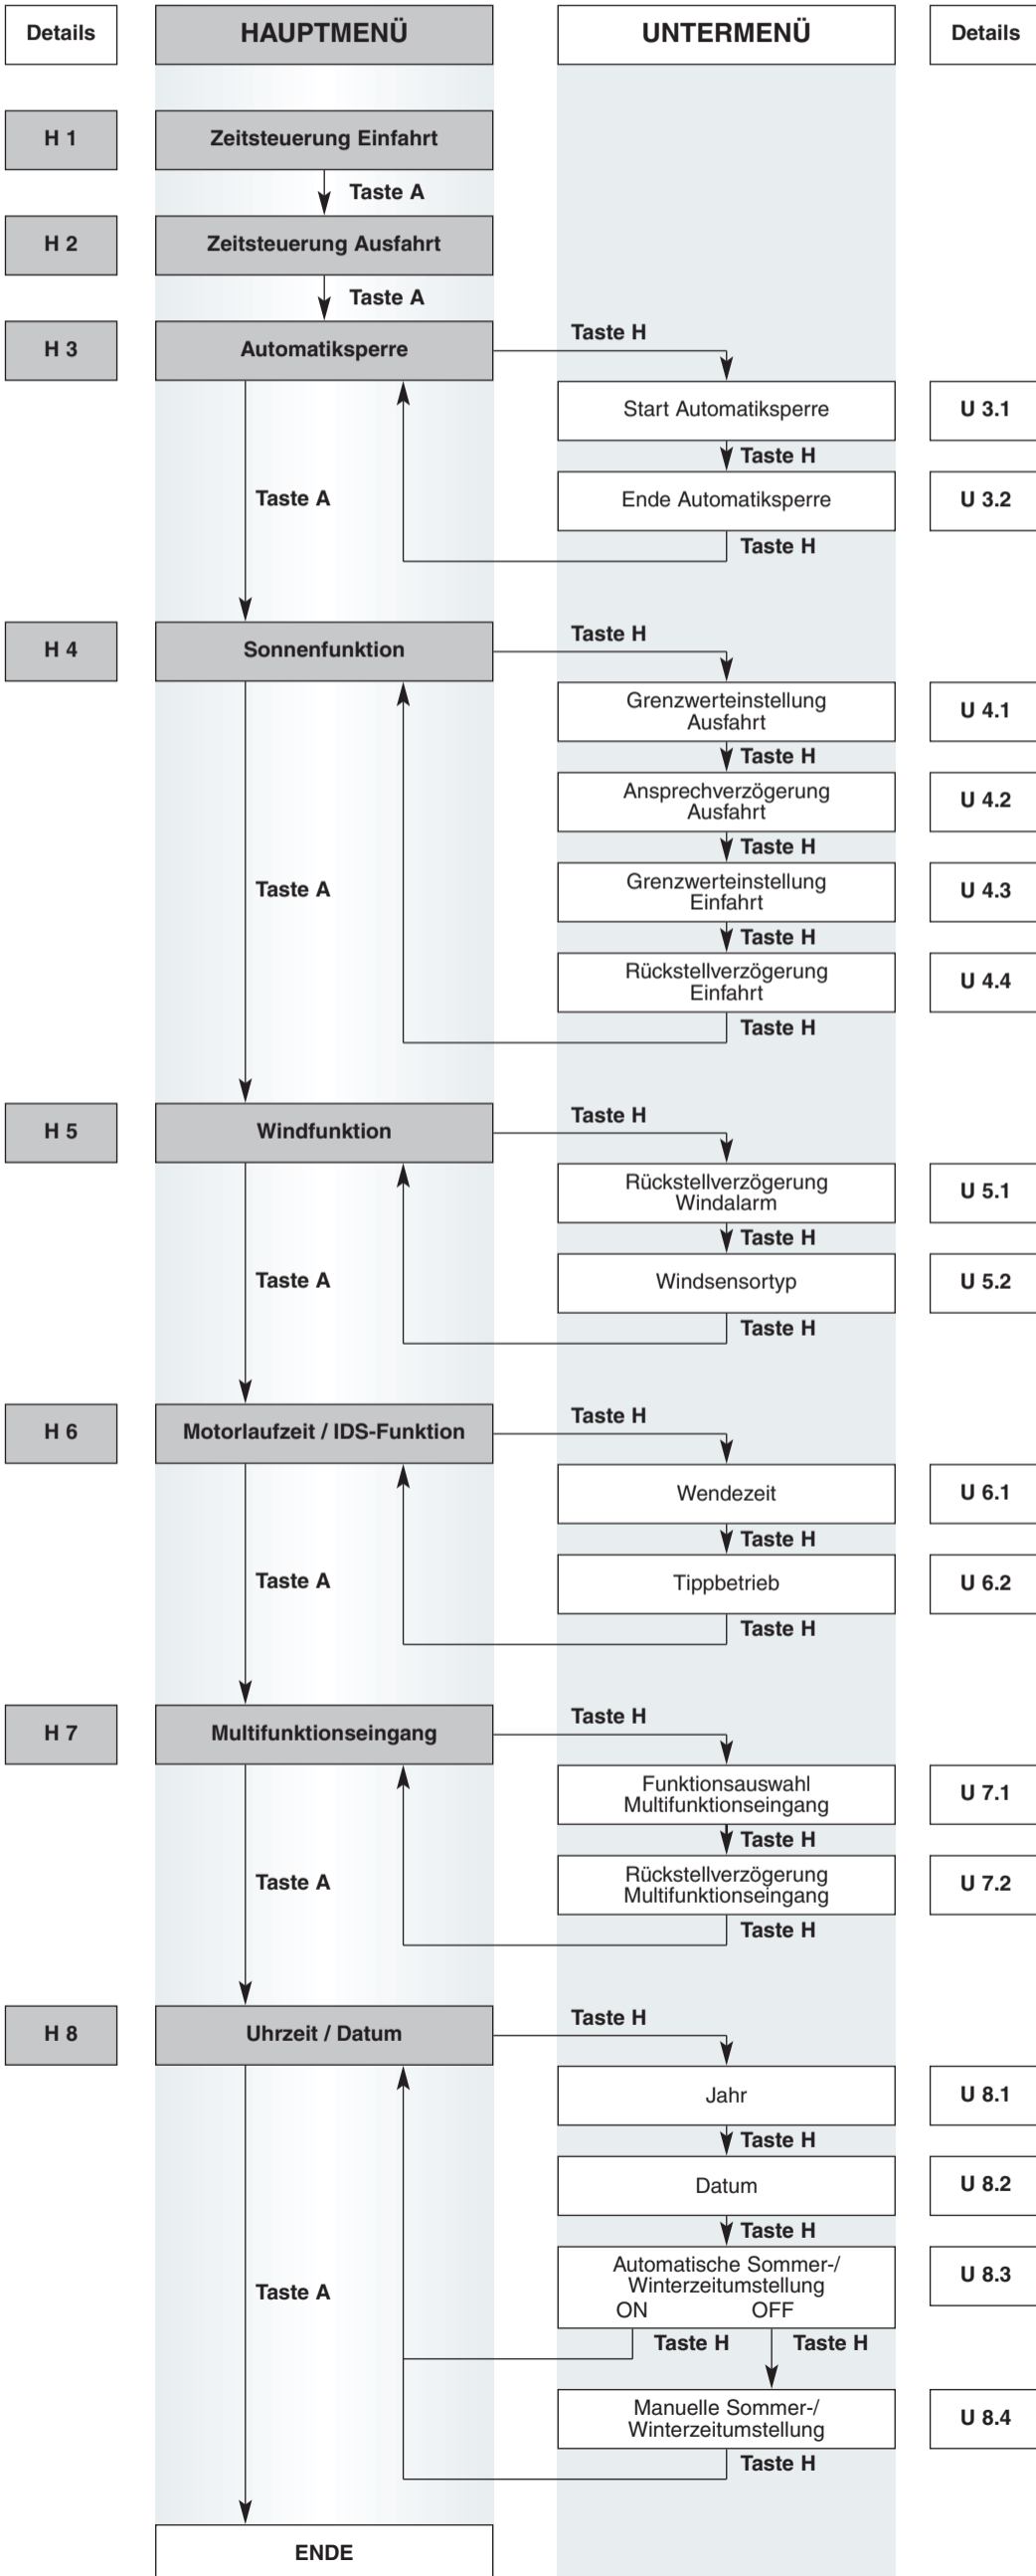 Details
HAUPTMENÜ
UNTERMENÜ
Details
H 1
Zeitsteuerung Einfahrt
Taste A
H 2
Zeitsteuerung Ausfahrt
Taste A
H 3
Automatiksperre
Taste H
Start Automatiksperre
U 3.1
Taste H
Taste A
Ende Automatiksperre
U 3.2
Taste H
H 4
Sonnenfunktion
Taste H
Grenzwerteinstellung
Ausfahrt
U 4.1
Taste H
Ansprechverzögerung
Ausfahrt
U 4.2
Taste H
Taste A
Grenzwerteinstellung
Einfahrt
U 4.3
Taste H
Rückstellverzögerung
Einfahrt
U 4.4
Taste H
H 5
Windfunktion
Taste H
Rückstellverzögerung
Windalarm
U 5.1
Taste H
Taste A
Windsensortyp
U 5.2
Taste H
H 6
Motorlaufzeit / IDS-Funktion
Taste H
Wendezeit
U 6.1
Taste H
Taste A
Tippbetrieb
U 6.2
Taste H
H 7
Multifunktionseingang
Taste H
Funktionsauswahl
Multifunktionseingang
U 7.1
Taste H
Taste A
Rückstellverzögerung
Multifunktionseingang
U 7.2
Taste H
H 8
Uhrzeit / Datum
Taste H
Jahr
U 8.1
Taste H
Datum
U 8.2
Taste H
Taste A
Automatische Sommer-/
Winterzeitumstellung
ON OFF
U 8.3
Taste H Taste H
Manuelle Sommer-/
Winterzeitumstellung
U 8.4
Taste H
ENDE